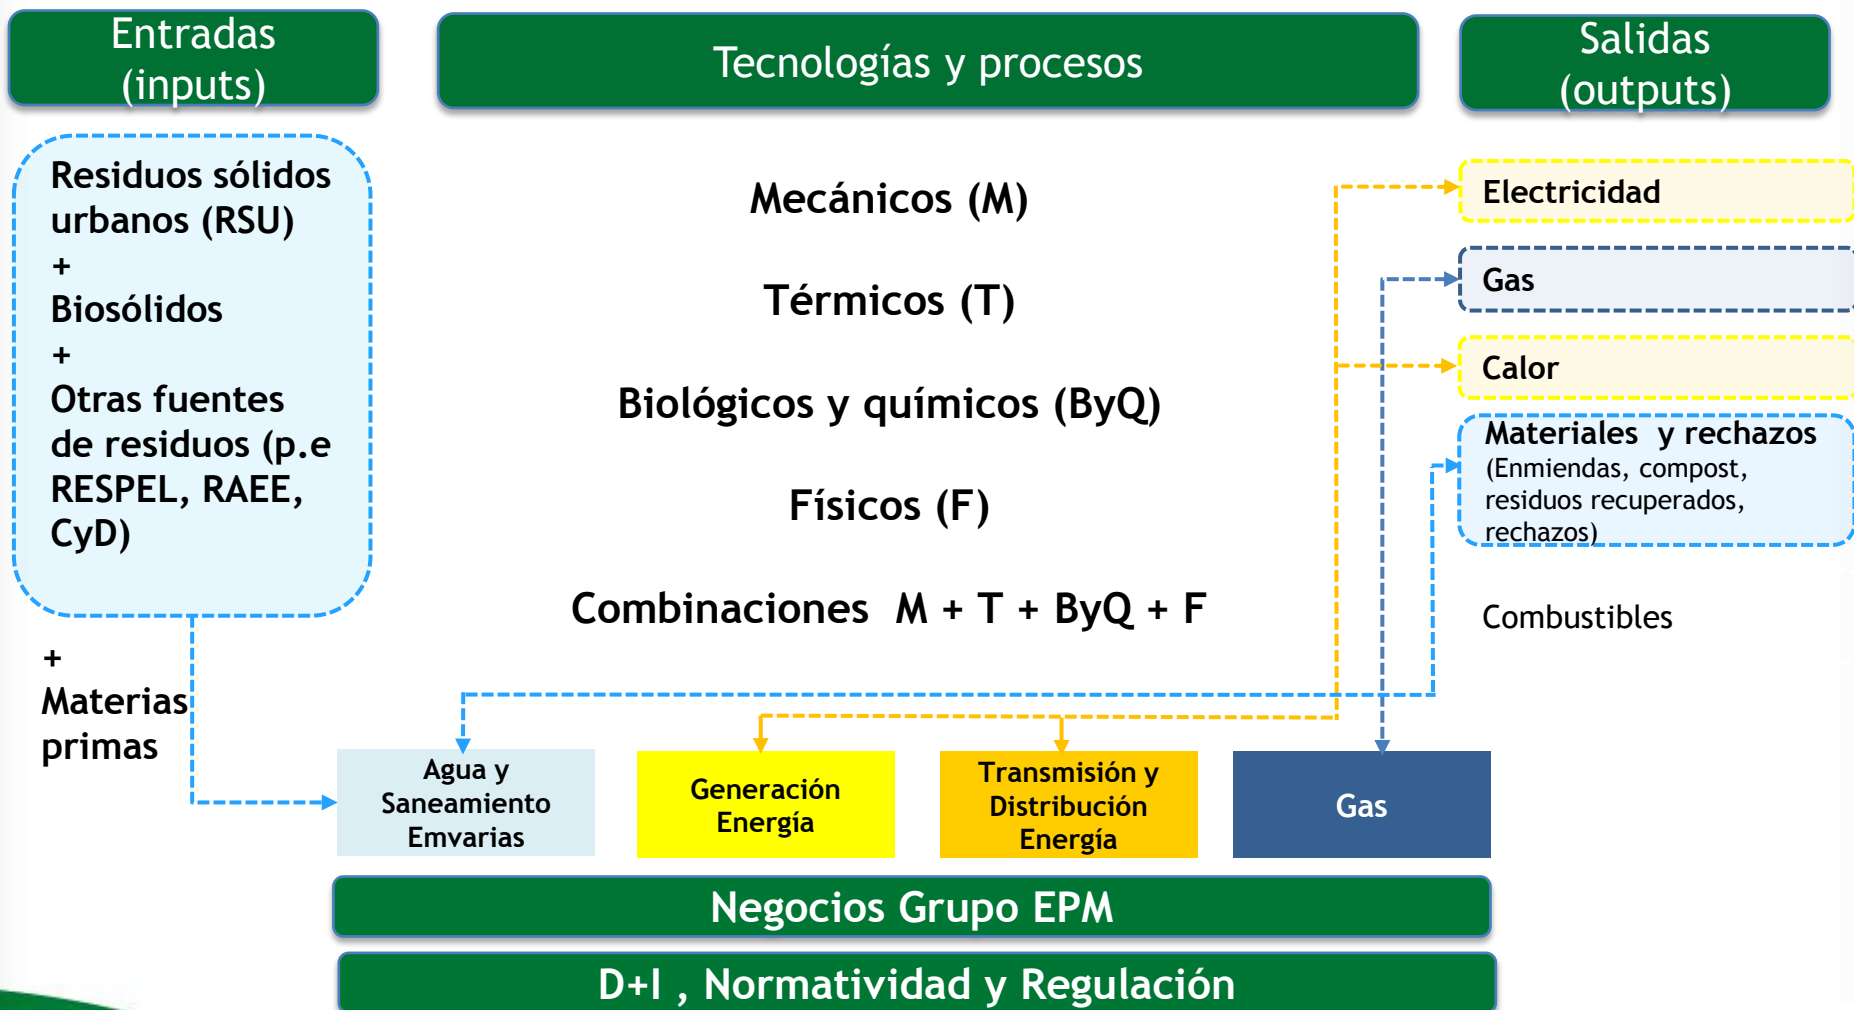 Entradas
(inputs)
Tecnologías y procesos
Salidas
(outputs)
Residuos sólidos
urbanos (RSU)
+
Biosólidos
+
Otras fuentes
de residuos (p.e
RESPEL, RAEE,
CyD)
+
Materias
primas
Mecánicos (M)
Térmicos (T)
Biológicos y químicos (ByQ)
Físicos (F)
Combinaciones M + T + ByQ + F
Electricidad
Gas
Calor
Materiales y rechazos
(Enmiendas, compost,
residuos recuperados,
rechazos)
Combustibles
Agua y
Saneamiento
Emvarias
Generación
Energía
Transmisión y
Distribución
Energía
Gas
Negocios Grupo EPM
D+I , Normatividad y Regulación